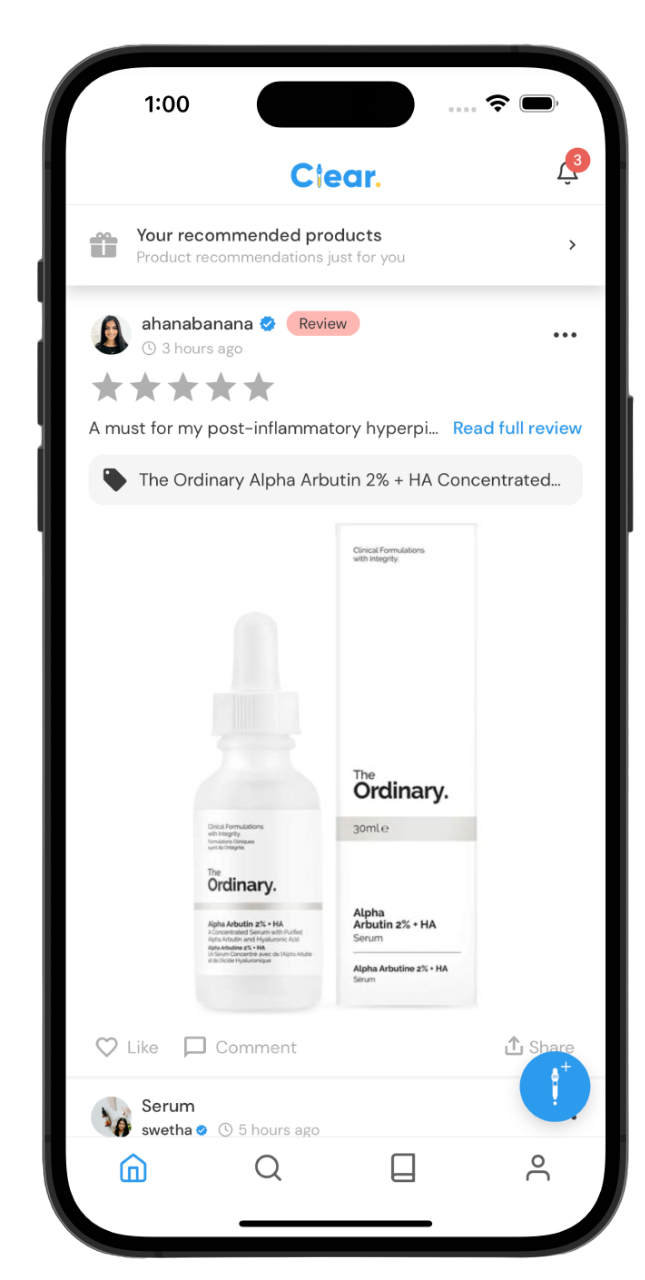 1:00
Clear.
3
Your recommended products
Product recommendations just for you
ahanabanana
Review
3 hours ago
A must for my post-inflammatory hyperpi... Read full review
The Ordinary Alpha Arbutin 2% + HA Concentrated...
Clinical Formulations
with Integrity.
The
Ordinary.
30ml e
Alpha
Arbutin 2% + HA
Serum
Alpha Arbutine 2% + HA
Sérum
Clinical Formulations
with Integrity.
Formulations Cliniques
The
Ordinary.
Alpha Arbutin 2% + HA
A Concentrated Serum with Purified
Alpha Arbutin and Hyaluronic Acid
Alpha Arbutine 2% + HA
Un Sérum Concentré avec de l'Alpha Arbutine
et de l'Acide Hyaluronique
Like
Comment
Share
Serum
swetha
5 hours ago